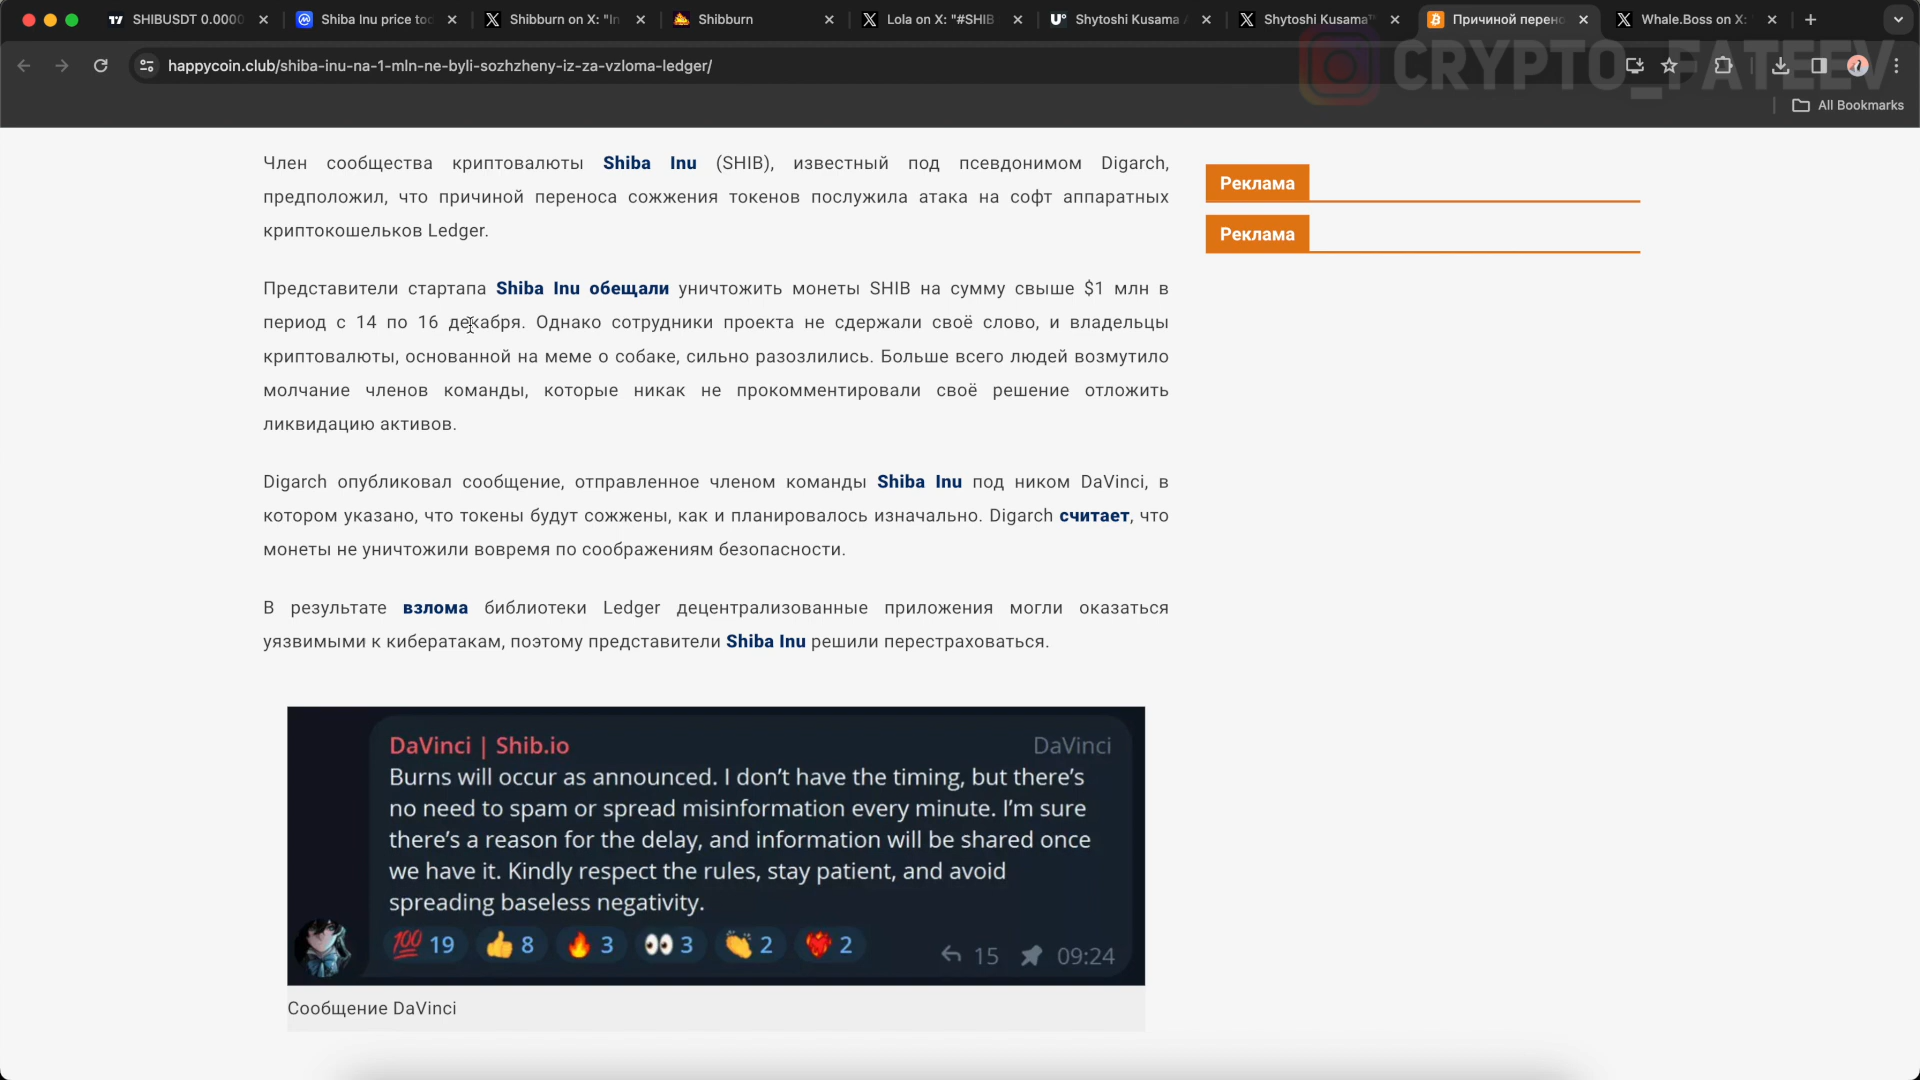 SHIBUSDT 0.0000
Shiba Inu price toc
Shibburn on X: "In
Shibburn
Lola on X: "#SHIB
Shytoshi Kusama
Shytoshi Kusama™
Причиной перено
Whale.Boss on X:
happycoin.club/shiba-inu-na-1-mln-ne-byli-sozhzheny-iz-za-vzloma-ledger/
CRYPTO_FATEEV
All Bookmarks
Член сообщества криптовалюты Shiba Inu (SHIB), известный под псевдонимом Digarch,
предположил, что причиной переноса сожжения токенов послужила атака на софт аппаратных
криптокошельков Ledger.
Представители стартапа Shiba Inu обещали уничтожить монеты SHIB на сумму свыше $1 млн в
период с 14 по 16 декабря. Однако сотрудники проекта не сдержали своё слово, и владельцы
криптовалюты, основанной на меме о собаке, сильно разозлились. Больше всего людей возмутило
молчание членов команды, которые никак не прокомментировали своё решение отложить
ликвидацию активов.
Digarch опубликовал сообщение, отправленное членом команды Shiba Inu под ником DaVinci, в
котором указано, что токены будут сожжены, как и планировалось изначально. Digarch считает, что
монеты не уничтожили вовремя по соображениям безопасности.
В результате взлома библиотеки Ledger децентрализованные приложения могли оказаться
уязвимыми к кибератакам, поэтому представители Shiba Inu решили перестраховаться.
DaVinci | Shib.io DaVinci
Burns will occur as announced. I don't have the timing, but there's
no need to spam or spread misinformation every minute. I'm sure
there's a reason for the delay, and information will be shared once
we have it. Kindly respect the rules, stay patient, and avoid
spreading baseless negativity.
100 19 8 3 3 2 2 15 09:24
Сообщение DaVinci
Реклама
Реклама